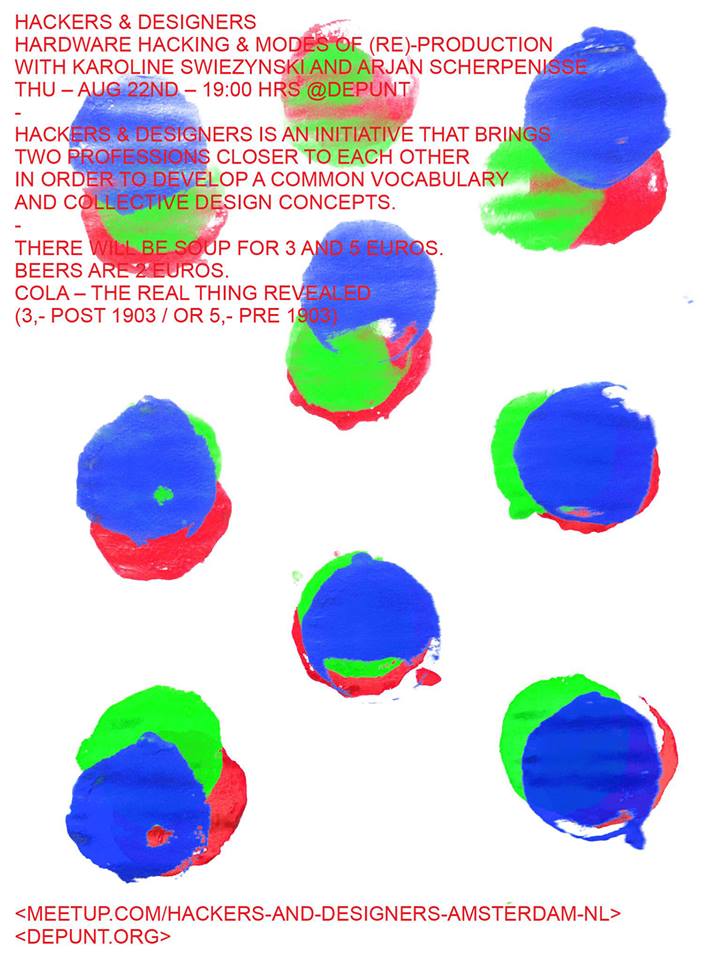 HACKERS & DESIGNERS
HARDWARE HACKING & MODES OF (RE)-PRODUCTION
WITH KAROLINE SWIEZYNSKI AND ARJAN SCHERPENISSE
THU – AUG 22ND – 19:00 HRS @DEPUNT
-
HACKERS & DESIGNERS IS AN INITIATIVE THAT BRINGS
TWO PROFESSIONS CLOSER TO EACH OTHER
IN ORDER TO DEVELOP A COMMON VOCABULARY
AND COLLECTIVE DESIGN CONCEPTS.
-
THERE WILL BE SOUP FOR 3 AND 5 EUROS.
BEERS ARE 2 EUROS.
COLA – THE REAL THING REVEALED
(3,- POST 1903 / OR 5,- PRE 1903)
<MEETUP.COM/HACKERS-AND-DESIGNERS-AMSTERDAM-NL>
<DEPUNT.ORG>